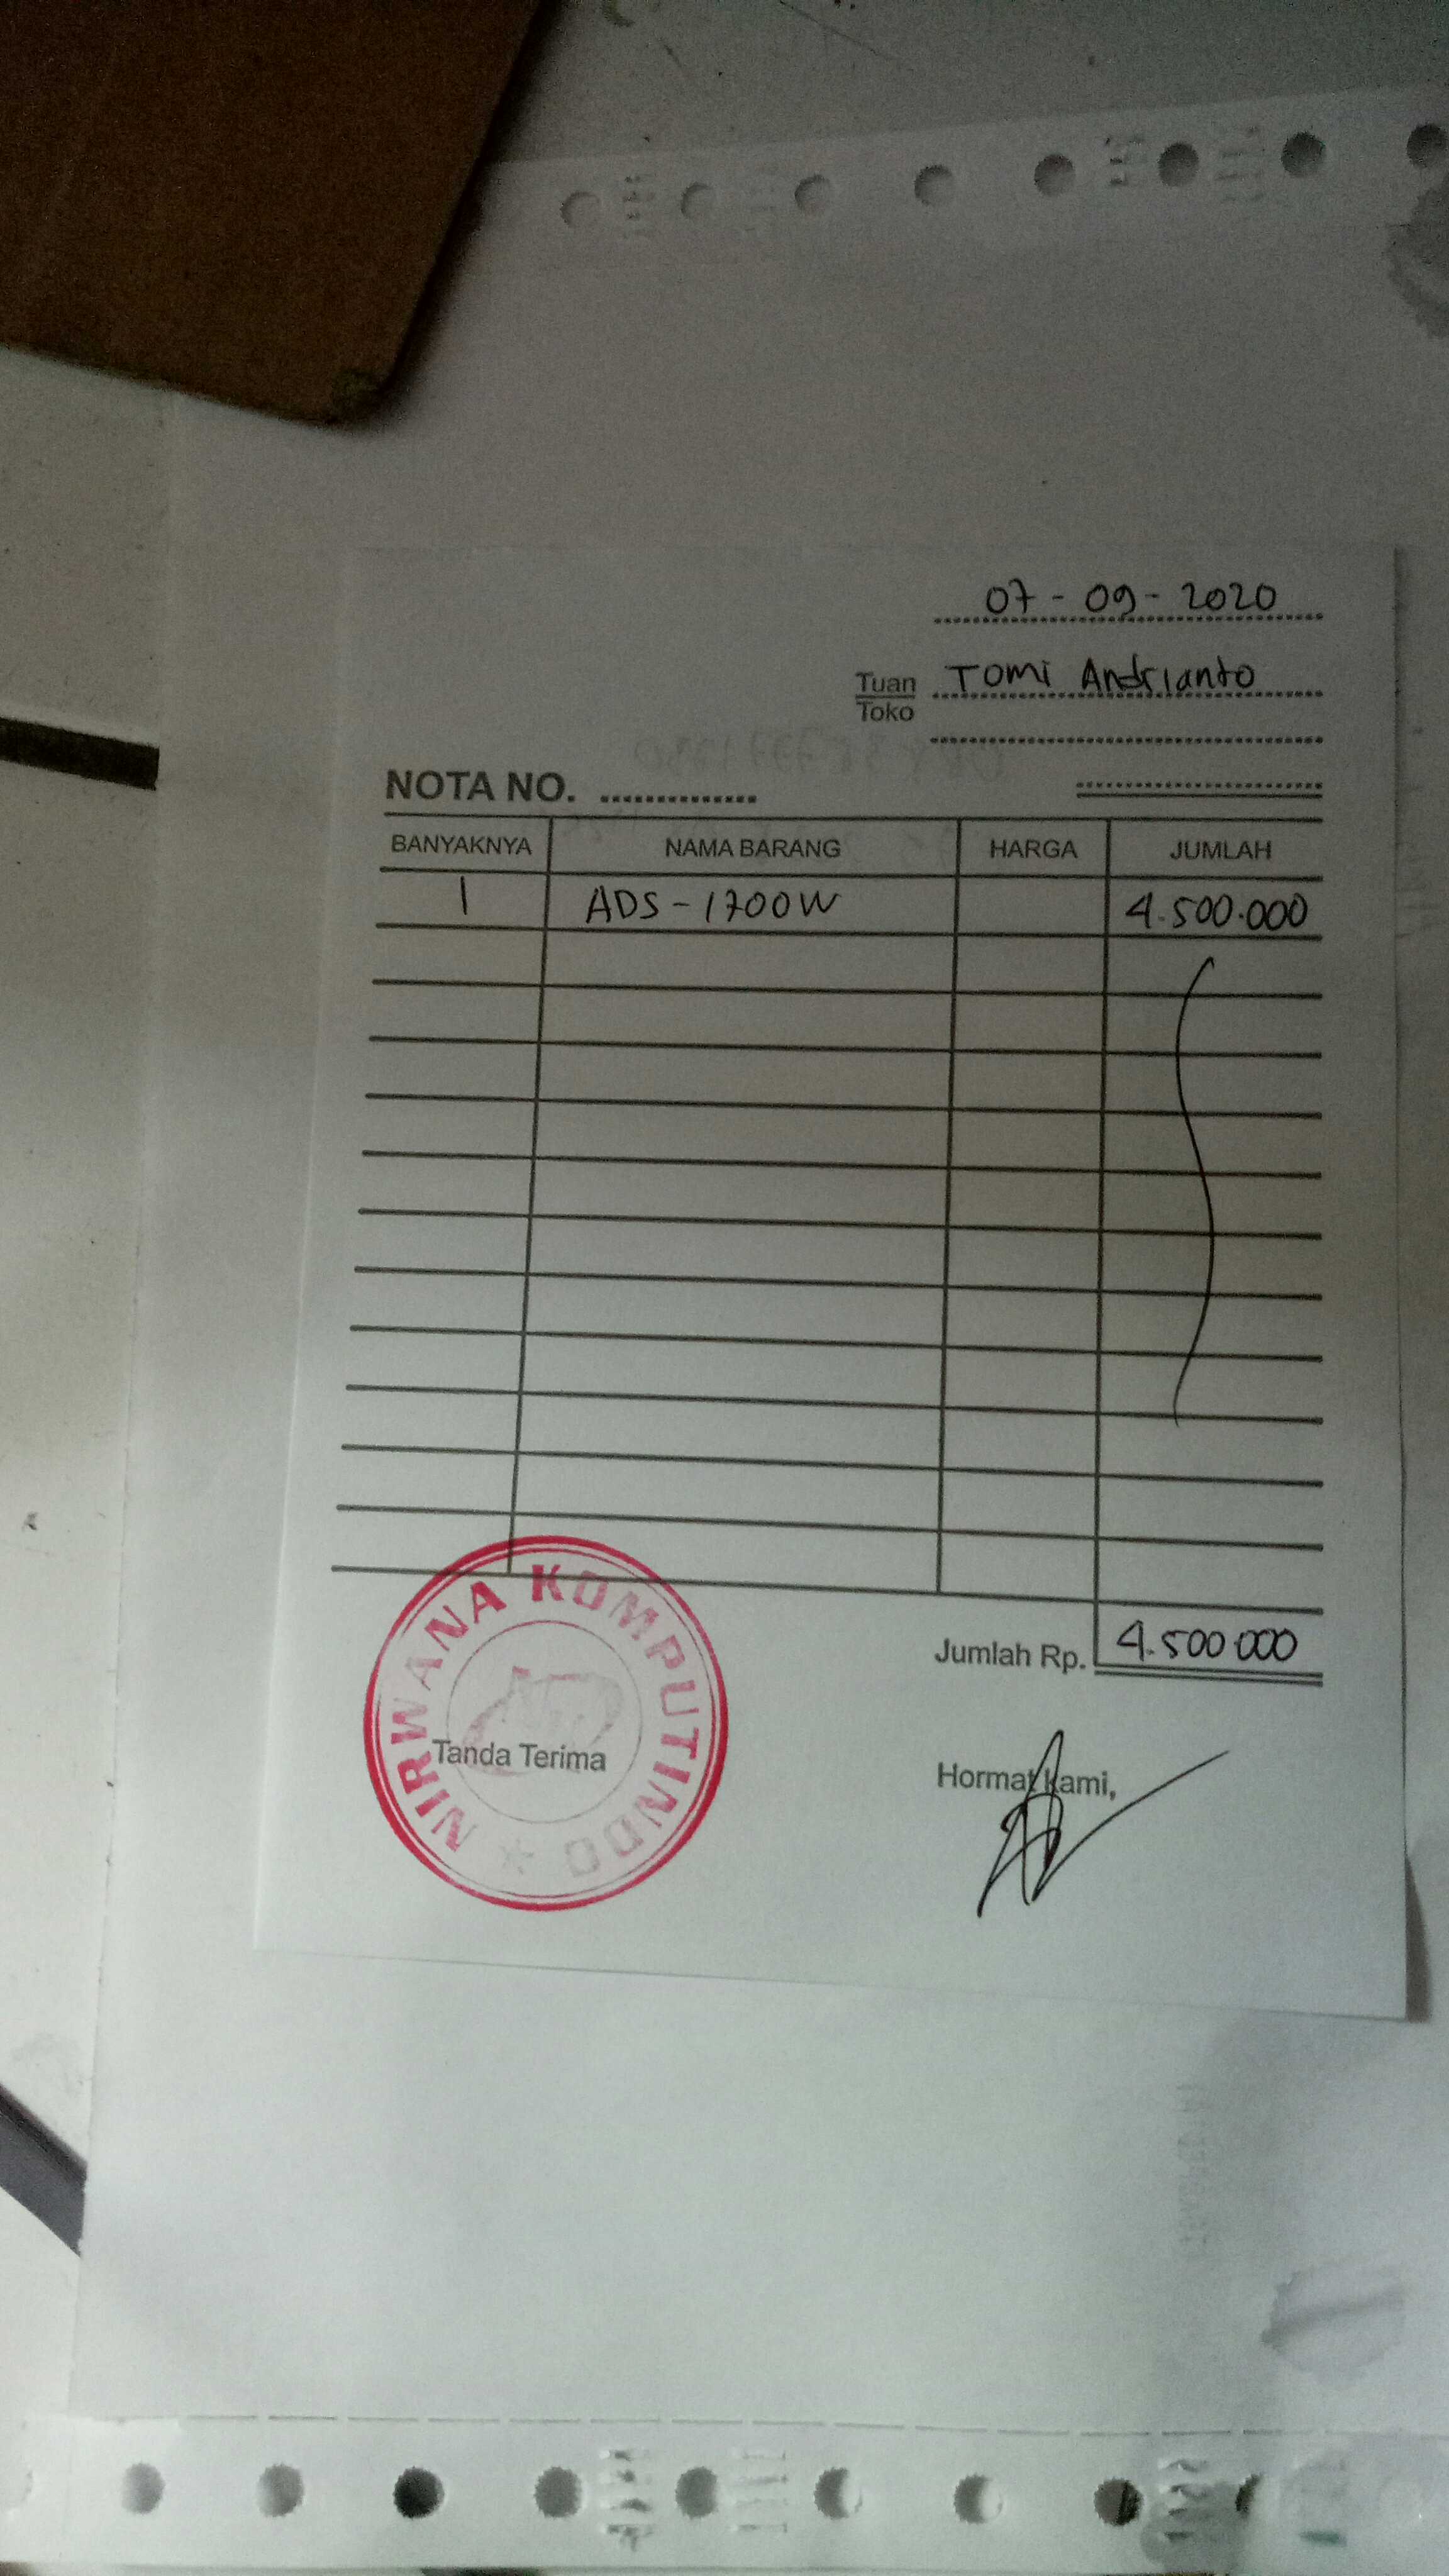 07-09-2020
Tuan Tomi Andrianto
Toko
NOTA NO. ..............
BANYAKNYA NAMA BARANG HARGA JUMLAH
1 ADS-1700W 4.500.000
Jumlah Rp. 4.500.000
NIRWANA KOMPUTINDO *
Tanda Terima
Hormat kami,